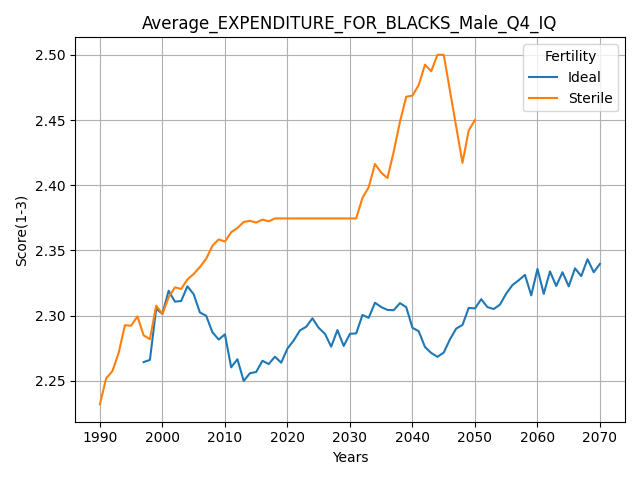 Average_EXPENDITURE_FOR_BLACKS_Male_Q4_IQ
Fertility
Ideal
Sterile
Score(1-3)
2.50
2.45
2.40
2.35
2.30
2.25
1990 2000 2010 2020 2030 2040 2050 2060 2070
Years